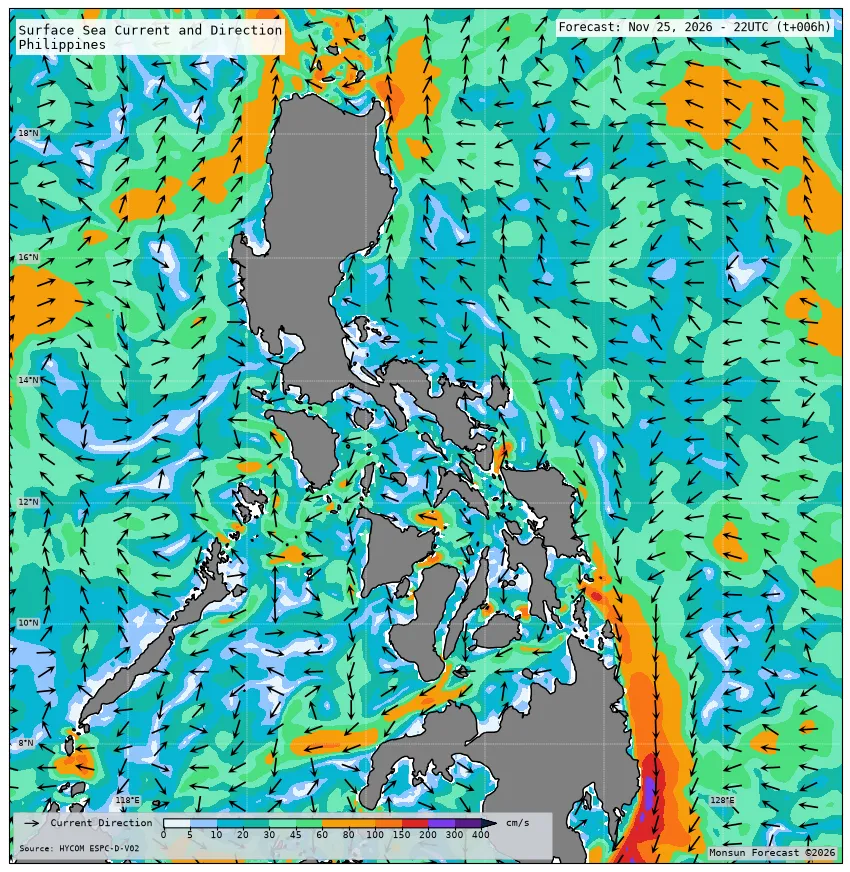 Surface Sea Current and Direction
Philippines
Forecast: Nov 25, 2026 - 22UTC (t+006h)
18°N
16°N
14°N
12°N
10°N
8°N
118°E
128°E
Current Direction
0 5 10 20 30 45 60 80 100 150 200 300 400
cm/s
Source: HYCOM ESPC-D-V02
Monsun Forecast ©2026